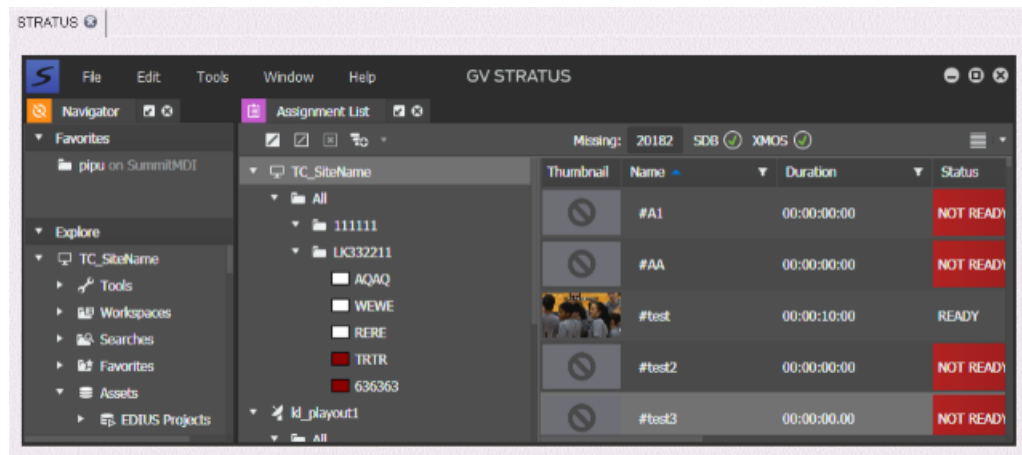 STRATUS
S File Edit Tools Window Help GV STRATUS
Navigator Assignment List
Favorites Missing: 20182 SDB XMOS
pipu on SummitMDI TC_SiteName Thumbnail Name Duration Status
All #A1 00:00:00:00 NOT READY
Explore 111111
TC_SiteName LK332211 #AA 00:00:00:00 NOT READY
Tools AQAQ
Workspaces WEWE #test 00:00:10:00 READY
Searches RERE
Favorites TRTR #test2 00:00:00:00 NOT READY
Assets 636363
EDIUS Projects kl_playout1 #test3 00:00:00.00 NOT READY
All